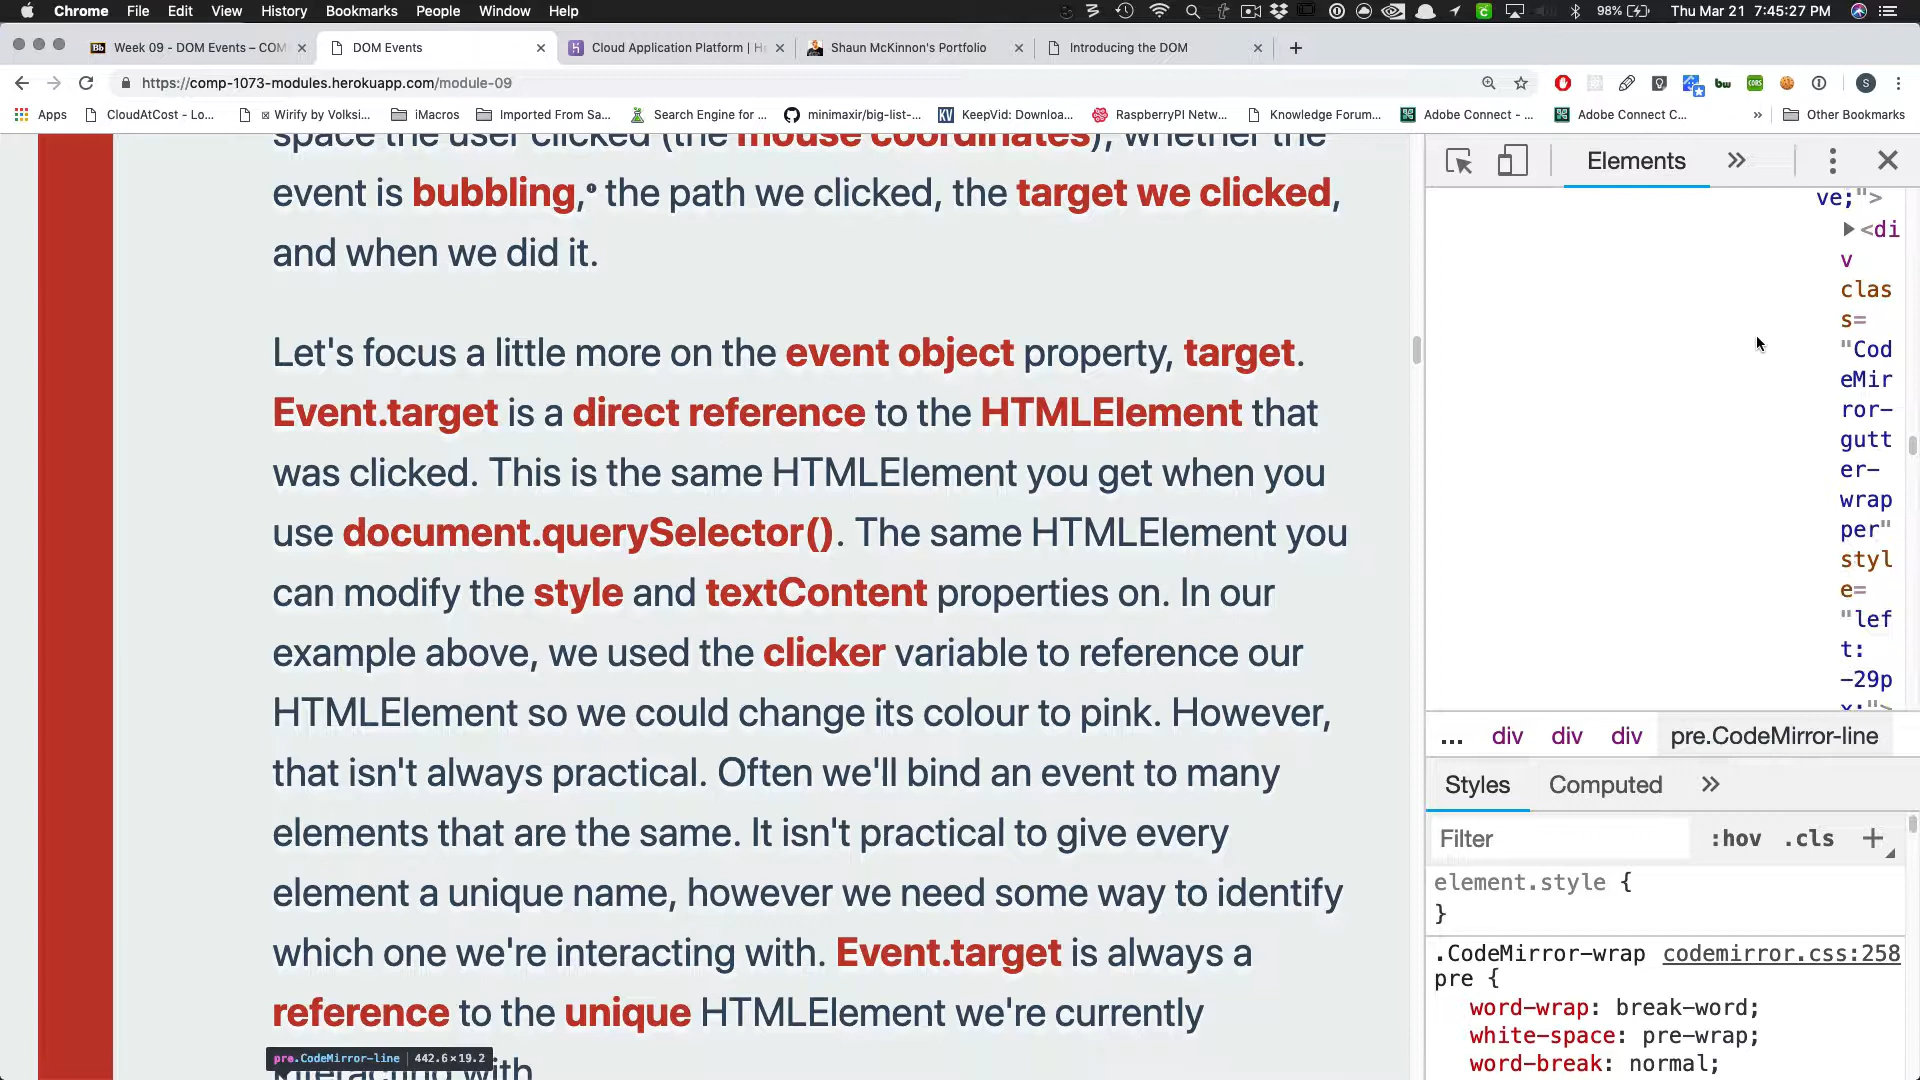 Chrome File Edit View History Bookmarks People Window Help 98% Thu Mar 21 7:45:27 PM
Week 09 - DOM Events – COM DOM Events Cloud Application Platform | He Shaun McKinnon's Portfolio Introducing the DOM
https://comp-1073-modules.herokuapp.com/module-09
Apps CloudAtCost - Lo... Wirify by Volksi... iMacros Imported From Sa... Search Engine for ... minimaxir/big-list-... KeepVid: Downloa... RaspberryPI Netw... Knowledge Forum... Adobe Connect - ... Adobe Connect C... » Other Bookmarks
space the user clicked (the mouse coordinates), whether the
event is bubbling, the path we clicked, the target we clicked,
and when we did it.
Let's focus a little more on the event object property, target.
Event.target is a direct reference to the HTMLElement that
was clicked. This is the same HTMLElement you get when you
use document.querySelector(). The same HTMLElement you
can modify the style and textContent properties on. In our
example above, we used the clicker variable to reference our
HTMLElement so we could change its colour to pink. However,
that isn't always practical. Often we'll bind an event to many
elements that are the same. It isn't practical to give every
element a unique name, however we need some way to identify
which one we're interacting with. Event.target is always a
reference to the unique HTMLElement we're currently
interacting with
pre.CodeMirror-line 442.6×19.2
Elements »
ve;">
<di
v
clas
s=
"Cod
eMir
ror-
gutt
er-
wrap
per"
styl
e=
"lef
t:
-29p
x;">
... div div div pre.CodeMirror-line
Styles Computed »
Filter :hov .cls +
element.style {
}
.CodeMirror-wrap codemirror.css:258
pre {
word-wrap: break-word;
white-space: pre-wrap;
word-break: normal;